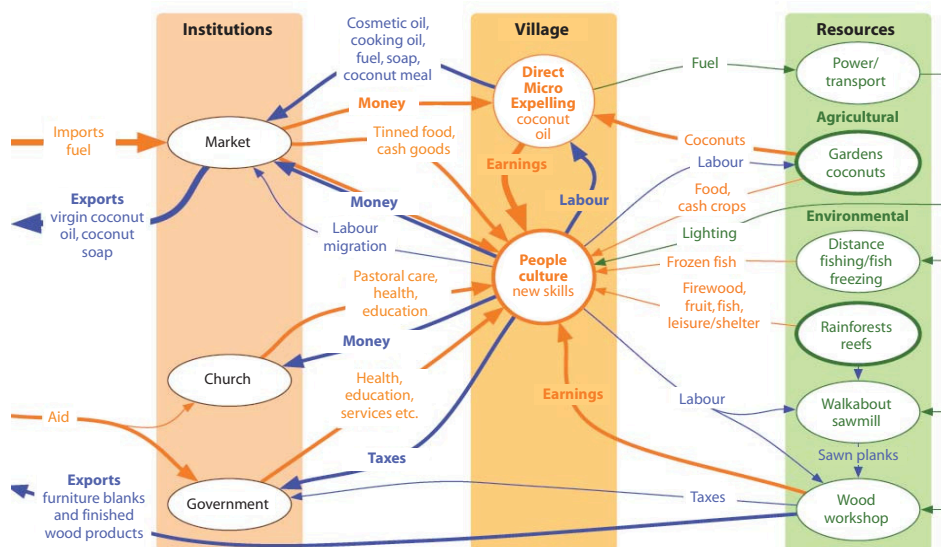 Institutions
Village
Resources
Cosmetic oil,
cooking oil,
fuel, soap,
coconut meal
Direct
Micro
Expelling
coconut
oil
Fuel
Power/
transport
Money
Agricultural
Imports
fuel
Market
Tinned food,
cash goods
Coconuts
Gardens
coconuts
Earnings
Labour
Exports
virgin coconut
oil, coconut
soap
Money
Labour
Food,
cash crops
Environmental
Labour
migration
Lighting
People
culture
new skills
Frozen fish
Distance
fishing/fish
freezing
Pastoral care,
health,
education
Firewood,
fruit, fish,
leisure/shelter
Rainforests
reefs
Money
Church
Health,
education,
services etc.
Earnings
Labour
Walkabout
sawmill
Aid
Taxes
Sawn planks
Exports
furniture blanks
and finished
wood products
Government
Taxes
Wood
workshop